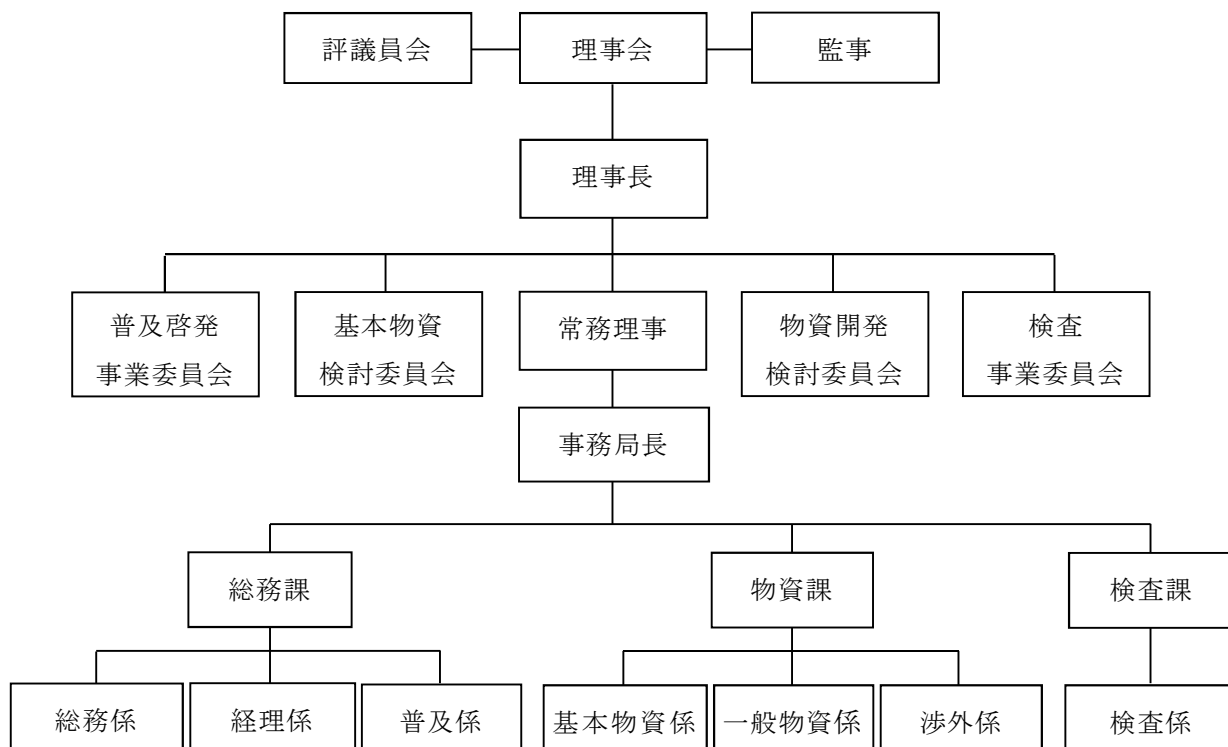 評議員会
理事会
監事
理事長
普及啓発
事業委員会
基本物資
検討委員会
常務理事
物資開発
検討委員会
検査
事業委員会
事務局長
総務課
物資課
検査課
総務係
経理係
普及係
基本物資係
一般物資係
渉外係
検査係